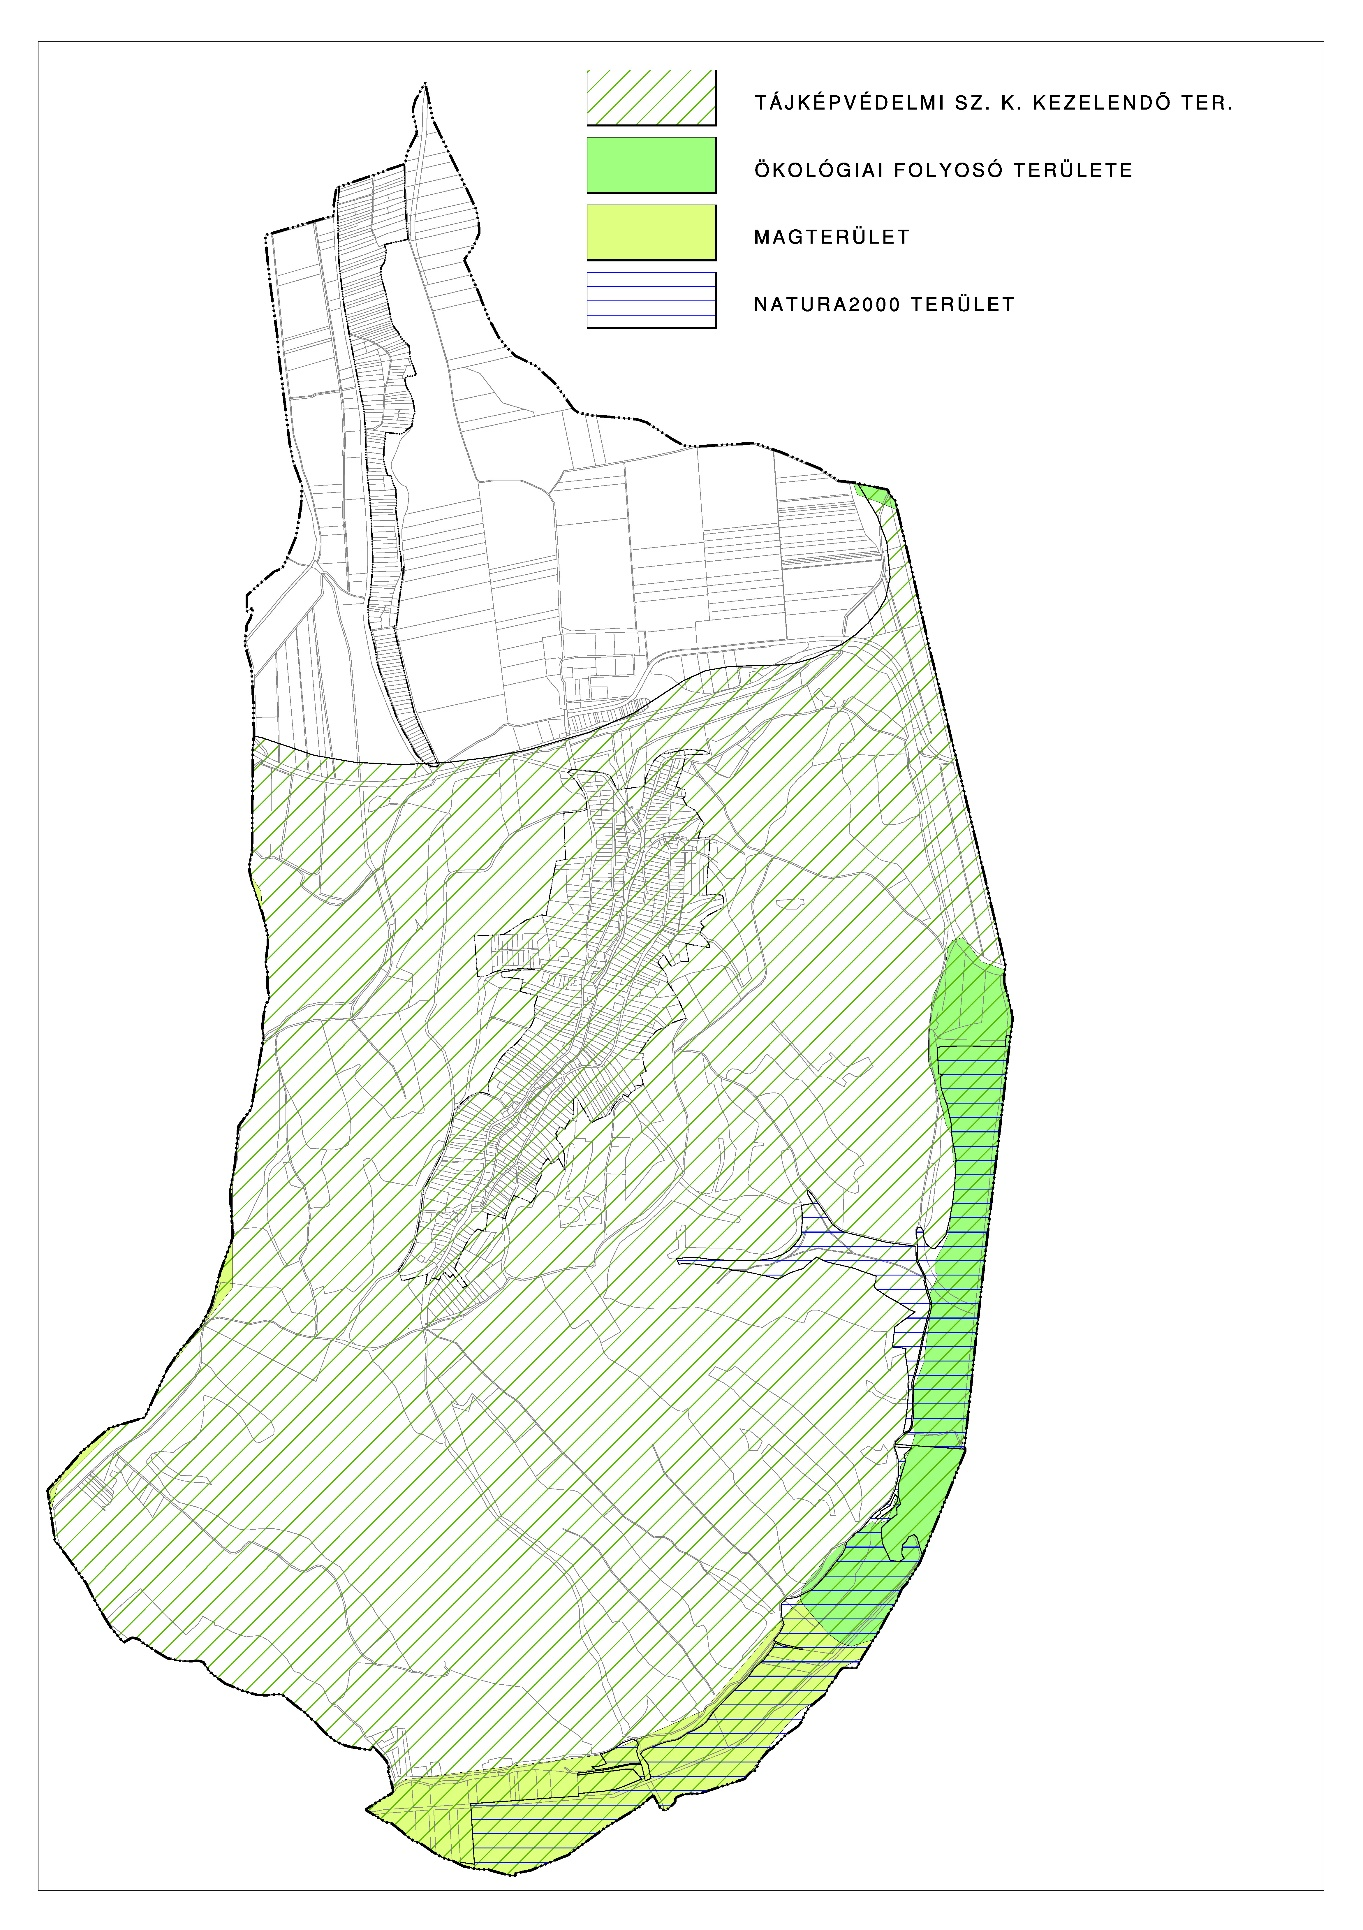 TÁJKÉPVÉDELMI SZ. K. KEZELENDŐ TER.
ÖKOLÓGIAI FOLYOSÓ TERÜLETE
MAGTERÜLET
NATURA2000 TERÜLET